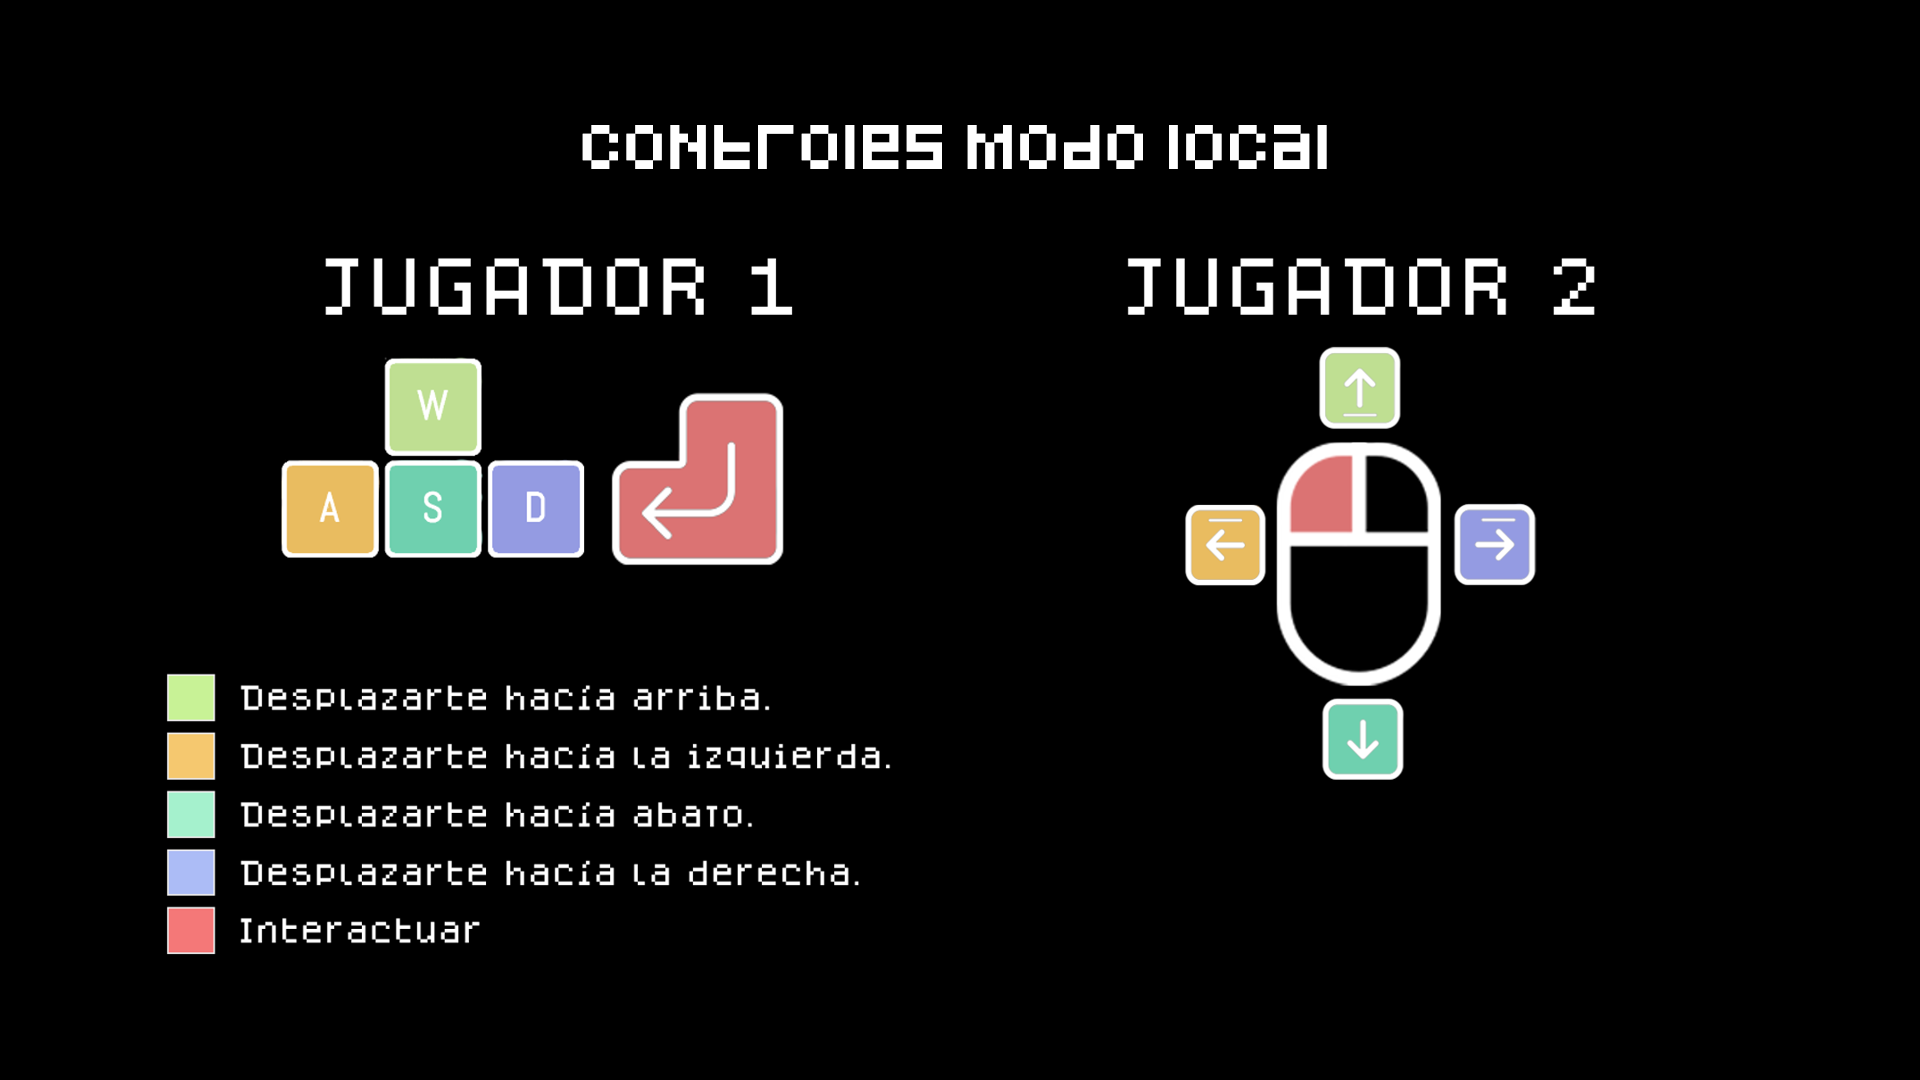 Controles Modo local
JUGADOR 1
JUGADOR 2
W
A S D
Desplazarte hacía arriba.
Desplazarte hacía la izquierda.
Desplazarte hacía abajo.
Desplazarte hacía la derecha.
Interactuar